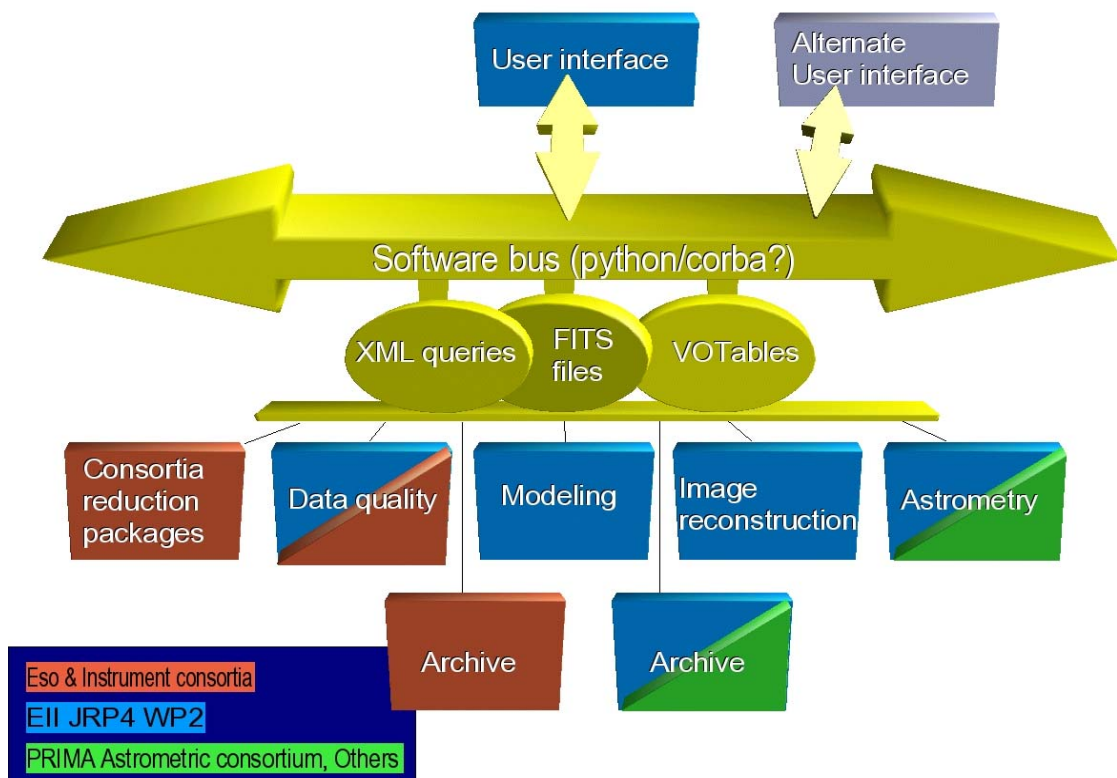 User interface
Alternate
User interface
Software bus (python/corba?)
XML queries
FITS
files
VOTables
Consortia
reduction
packages
Data quality
Modeling
Image
reconstruction
Astrometry
Archive
Archive
Eso & Instrument consortia
EII JRP4 WP2
PRIMA Astrometric consortium, Others